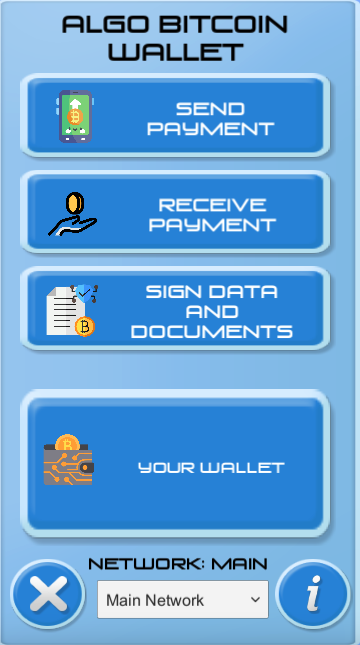 ALGO BITCOIN
WALLET
SEND
PAYMENT
RECEIVE
PAYMENT
SIGN DATA
AND
DOCUMENTS
YOUR WALLET
NETWORK: MAIN
Main Network
i